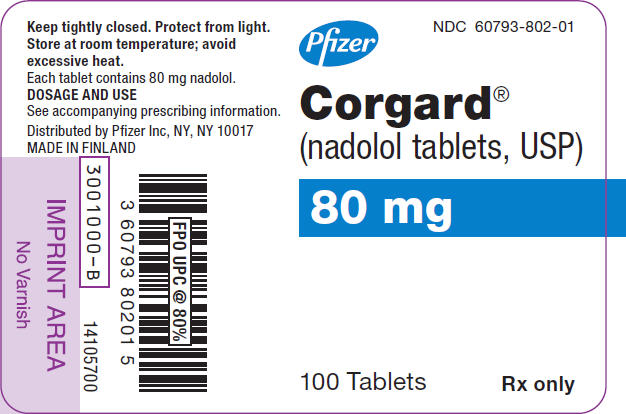 Keep tightly closed. Protect from light.
Store at room temperature; avoid
excessive heat.
Each tablet contains 80 mg nadolol.
DOSAGE AND USE
See accompanying prescribing information.
Distributed by Pfizer Inc, NY, NY 10017
MADE IN FINLAND
IMPRINT AREA
No Varnish
3001000-B
14105700
3 60793 80201 5
FPO UPC @ 80%
Pfizer
NDC 60793-802-01
Corgard®
(nadolol tablets, USP)
80 mg
100 Tablets
Rx only